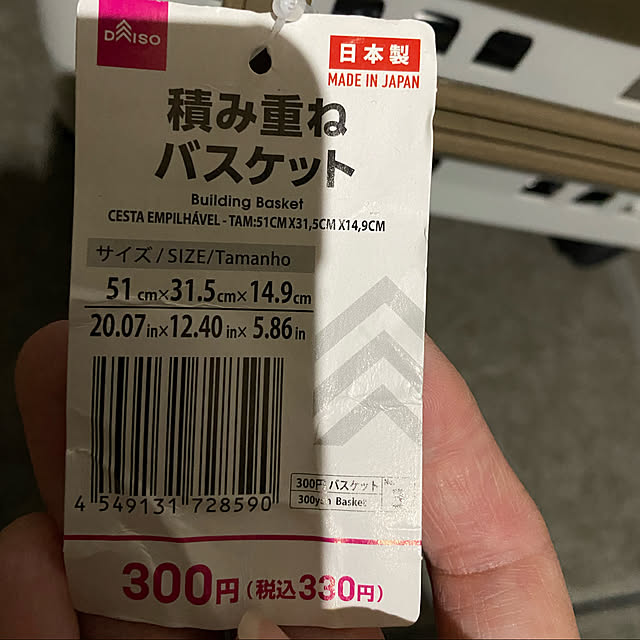 DAISO
日本製
MADE IN JAPAN
積み重ね
バスケット
Building Basket
CESTA EMPILHÁVEL - TAM:51CM X31,5CM X14,9CM
サイズ/SIZE/Tamanho
51cm×31.5cm×14.9cm
20.07in×12.40in×5.86in
4 549131 728590
300円 バスケット
300yen Basket
No.
300円(税込330円)